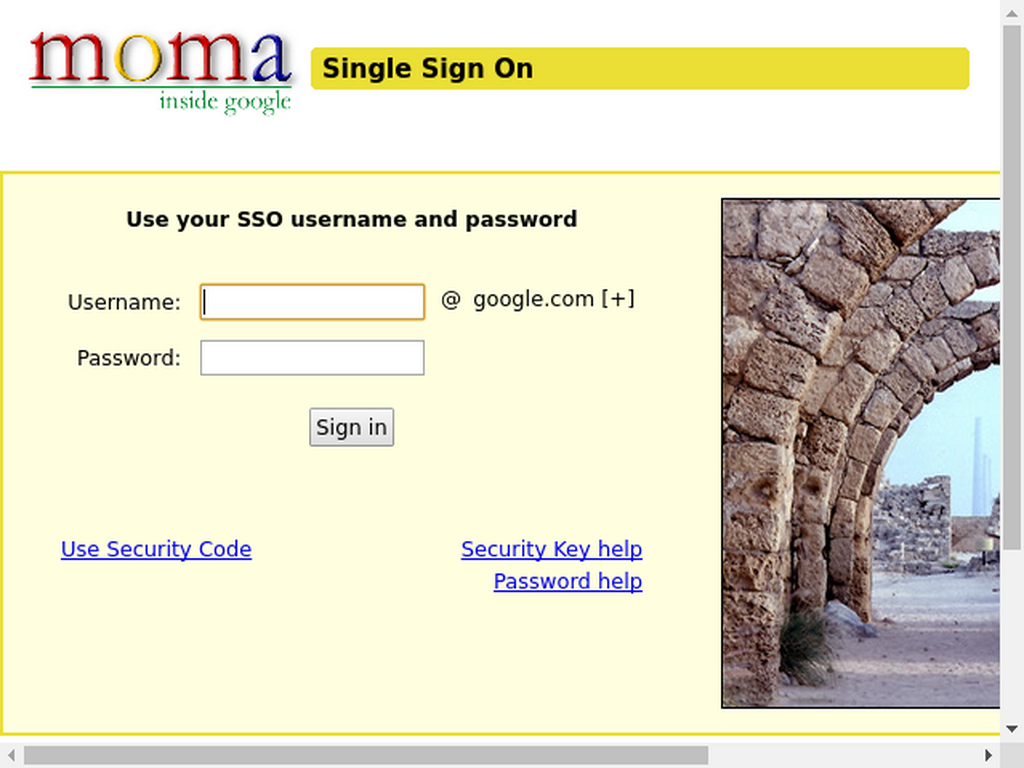 moma
inside google
Single Sign On
Use your SSO username and password
Username: @ google.com [+]
Password:
Sign in
Use Security Code
Security Key help
Password help